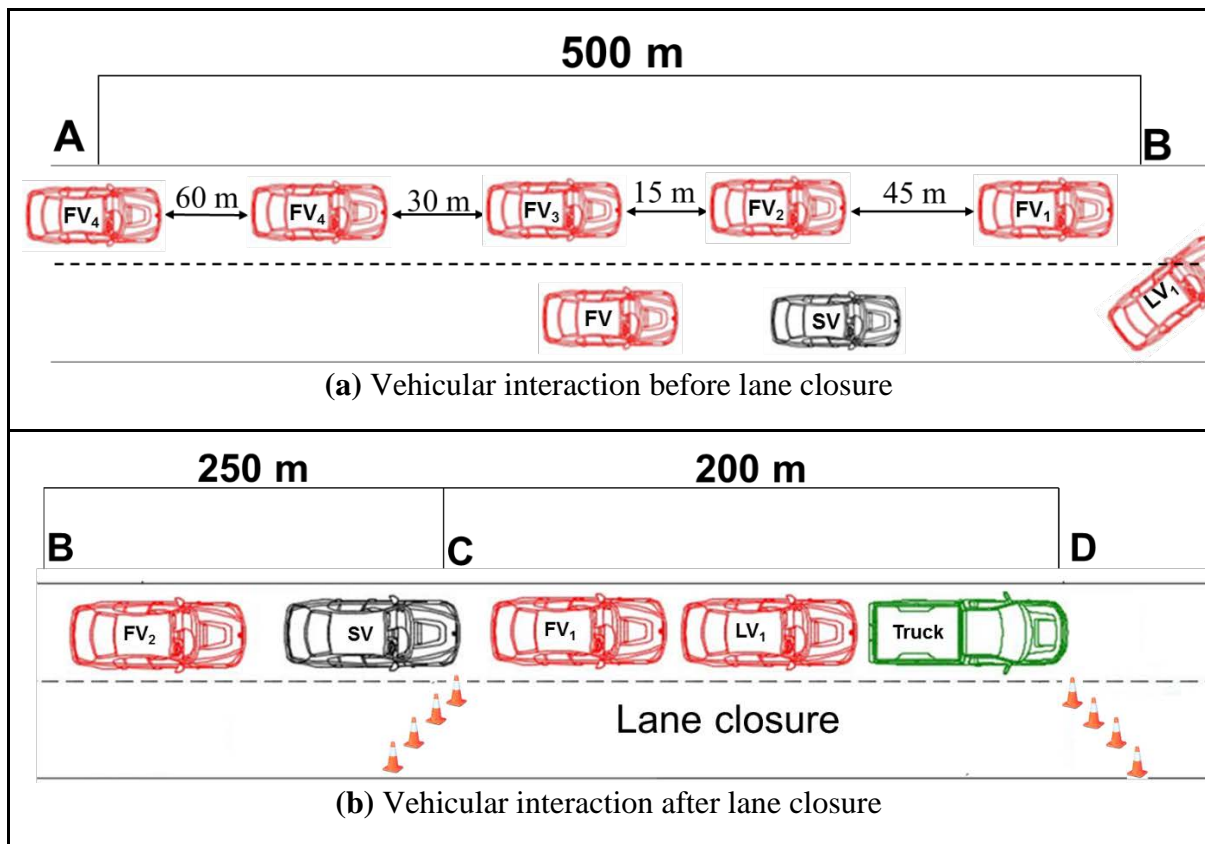 500 m
A B
FV4 60 m FV4 30 m FV3 15 m FV2 45 m FV1
FV SV LV1
(a) Vehicular interaction before lane closure
250 m 200 m
B C D
FV2 SV FV1 LV1 Truck
Lane closure
(b) Vehicular interaction after lane closure